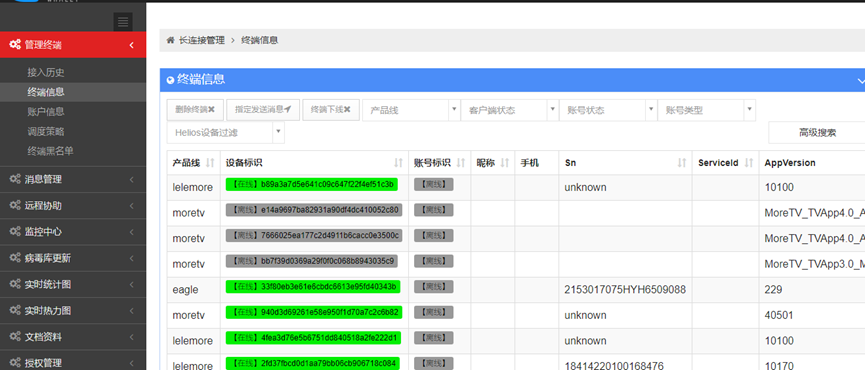 长连接管理 > 终端信息
管理终端
接入历史
终端信息
账户信息
调度策略
终端黑名单
消息管理
远程协助
监控中心
病毒库更新
实时统计图
实时热力图
文档资料
授权管理
终端信息
删除终端 指定发送消息 终端下线 产品线 客户端状态 账号状态 账号类型
Helios设备过滤 高级搜索
产品线 设备标识 账号标识 昵称 手机 Sn ServiceId AppVersion
lelemore 【在线】b89a3a7d5e641c09c647f22f4ef51c3b 【离线】 unknown 10100
moretv 【离线】e14a9697ba82931a90df4dc410052c80 【离线】 MoreTV_TVApp4.0_A
moretv 【离线】7666025ea177c2d4911b6cacc0e3500c 【离线】 MoreTV_TVApp4.0_A
moretv 【离线】bb7f39d0369a29f0f0c068b8943035c9 【离线】 MoreTV_TVApp3.0_M
eagle 【在线】33f80eb3e61e6cbdc6613e95fd40343b 【离线】 2153017075HYH6509088 229
moretv 【在线】940d3d69261e58e950f1d70a7c2c6b82 【离线】 unknown 40501
lelemore 【在线】4fea3d76e5b6751dd840518a2fe222d1 【离线】 unknown 10100
lelemore 【在线】2fd37fbcd0d1aa79bb06cb906718c084 【离线】 18414220100168476 10170